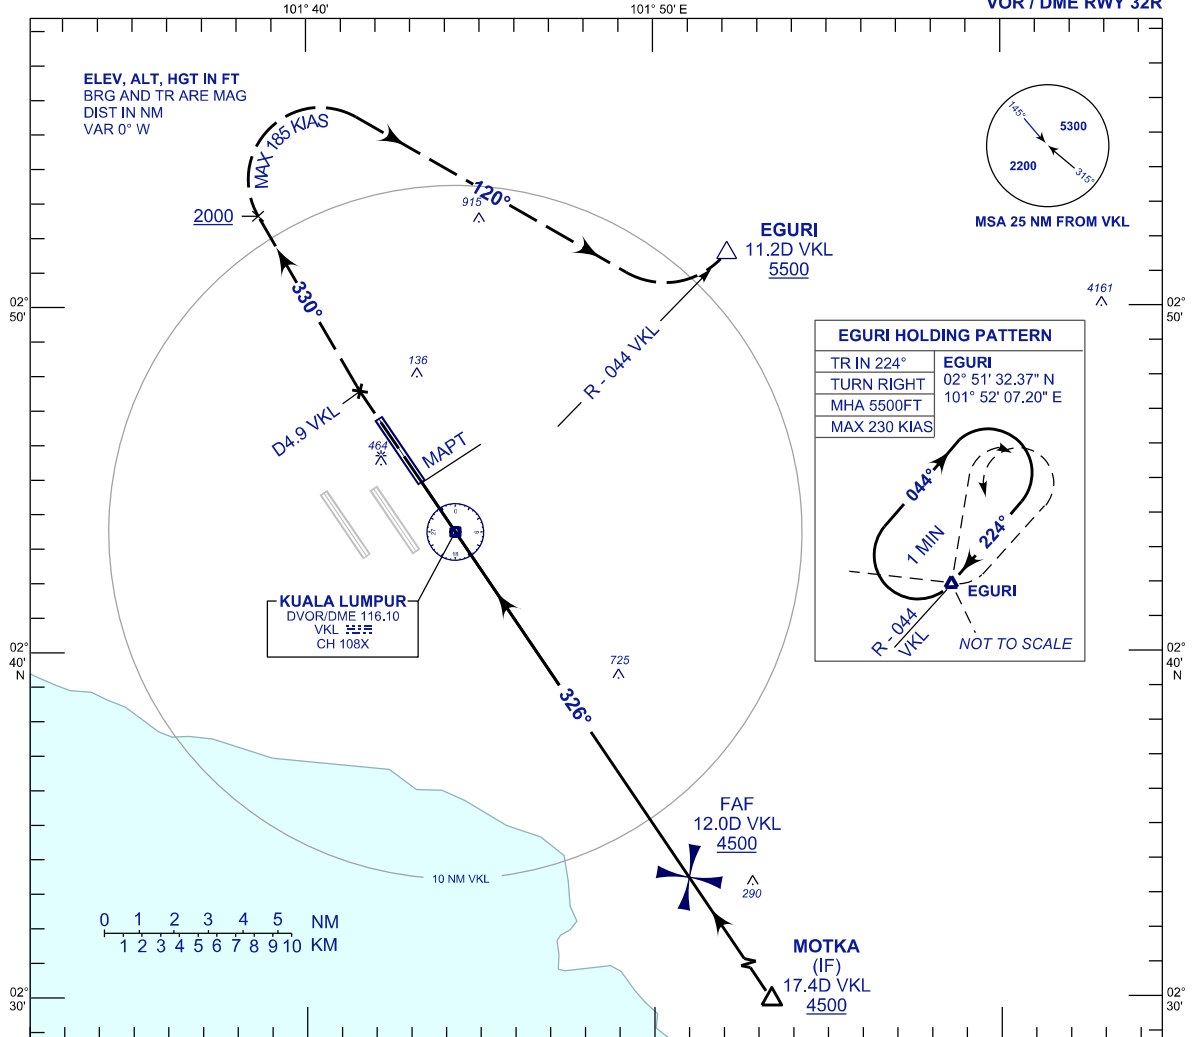 VOR / DME RWY 32R
101° 40'
101° 50' E
ELEV, ALT, HGT IN FT
BRG AND TR ARE MAG
DIST IN NM
VAR 0° W
MAX 185 KIAS
120°
915
2000
330°
145°
5300
2200
315°
MSA 25 NM FROM VKL
EGURI
11.2D VKL
5500
4161
02°
50'
02°
50'
R - 044 VKL
136
D4.9 VKL
464
MAPT
EGURI HOLDING PATTERN
TR IN 224°
TURN RIGHT
MHA 5500FT
MAX 230 KIAS
EGURI
02° 51' 32.37" N
101° 52' 07.20" E
044°
1 MIN
224°
EGURI
R - 044
VKL
NOT TO SCALE
KUALA LUMPUR
DVOR/DME 116.10
VKL
CH 108X
02°
40'
N
02°
40'
N
725
326°
FAF
12.0D VKL
4500
290
10 NM VKL
0 1 2 3 4 5 NM
1 2 3 4 5 6 7 8 9 10 KM
MOTKA
(IF)
17.4D VKL
4500
02°
30'
02°
30'